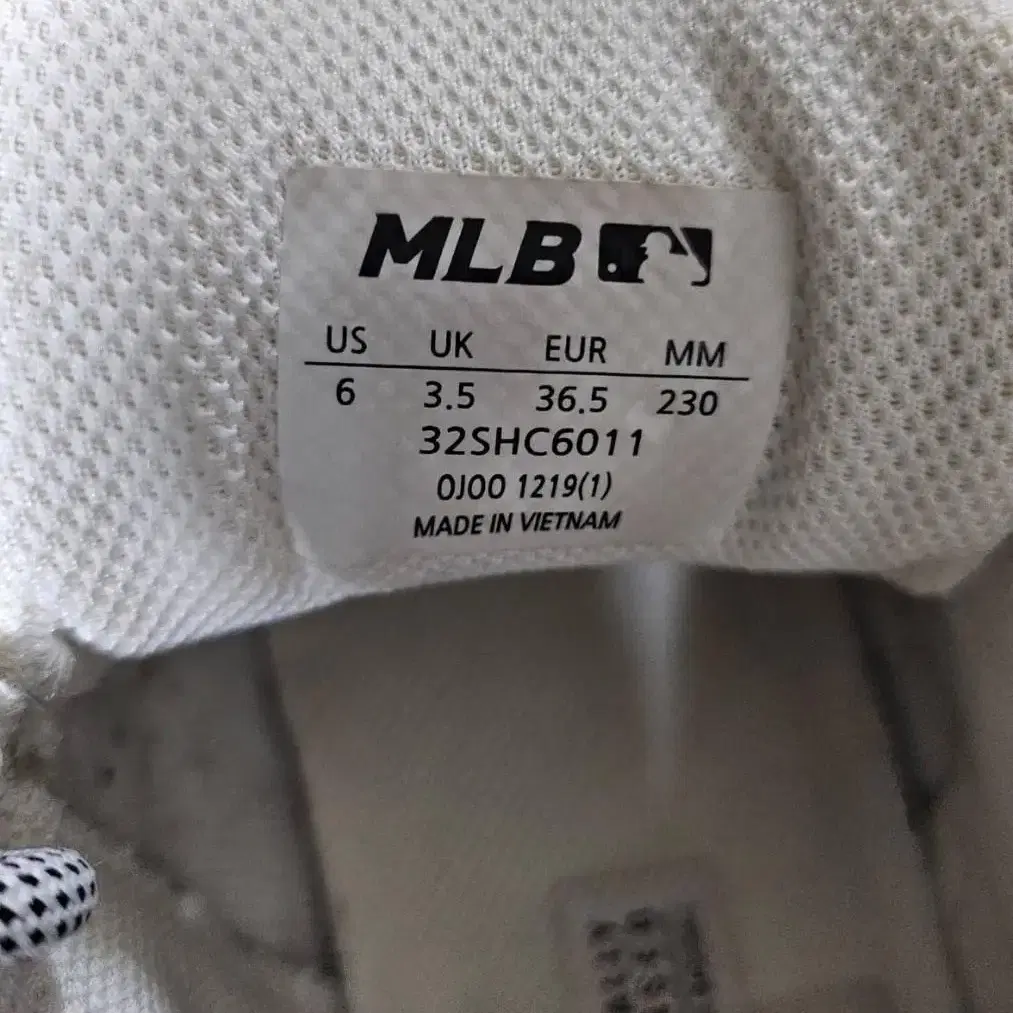 MLB
US UK EUR MM
6 3.5 36.5 230
32SHC6011
0J00 1219(1)
MADE IN VIETNAM